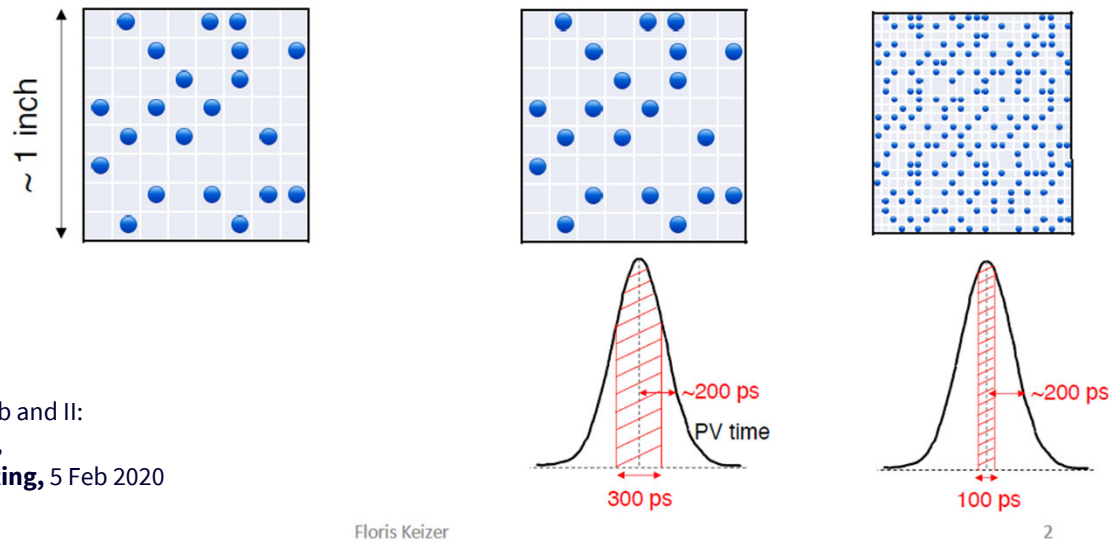 ~ 1 inch
~200 ps
PV time
300 ps
~200 ps
100 ps
b and II:
,
ting, 5 Feb 2020
Floris Keizer
2